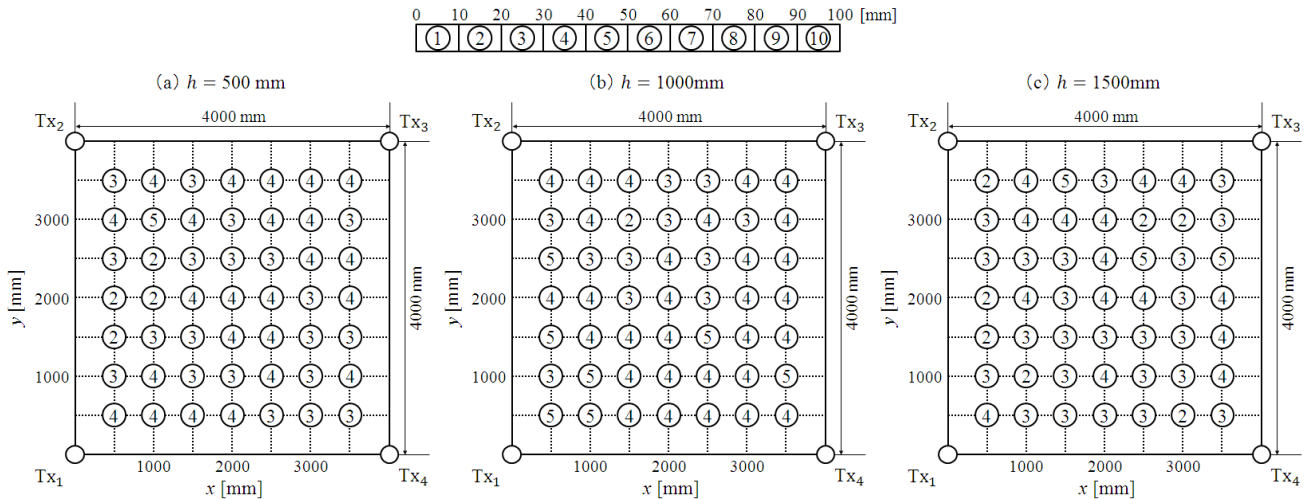 0 10 20 30 40 50 60 70 80 90 100 [mm]
1 2 3 4 5 6 7 8 9 10
(a) h = 500 mm
Tx2 4000 mm Tx3
3 4 3 4 4 4 4
3000 4 5 4 3 4 4 3
3 2 3 3 3 4 4
2000 2 2 4 4 4 3 4
2 3 3 4 4 3 3
1000 3 4 3 3 4 3 4
4 4 4 4 3 3 3
y [mm]
4000 mm
Tx1 1000 2000 3000 Tx4
x [mm]
(b) h = 1000mm
Tx2 4000 mm Tx3
4 4 4 3 3 4 4
3000 3 4 2 3 4 3 4
5 3 3 4 3 4 4
2000 4 4 3 4 3 4 4
5 4 4 4 5 4 4
1000 3 5 4 4 4 4 5
5 5 4 4 4 4 4
y [mm]
4000 mm
Tx1 1000 2000 3000 Tx4
x [mm]
(c) h = 1500mm
Tx2 4000 mm Tx3
2 4 5 3 4 4 3
3000 3 4 4 4 2 2 3
3 3 3 4 5 3 5
2000 2 4 3 4 4 3 4
2 3 3 3 3 3 4
1000 3 2 3 4 3 3 4
4 3 3 3 3 2 3
y [mm]
4000 mm
Tx1 1000 2000 3000 Tx4
x [mm]